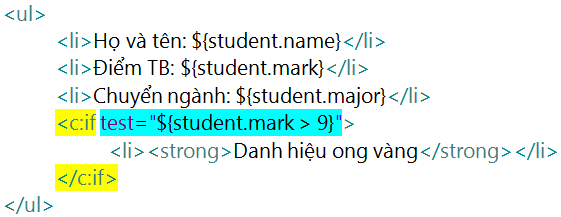 <ul>
<li>Họ và tên: ${student.name}</li>
<li>Điểm TB: ${student.mark}</li>
<li>Chuyển ngành: ${student.major}</li>
<c:if test="${student.mark > 9}">
<li><strong>Danh hiệu ong vàng</strong></li>
</c:if>
</ul>